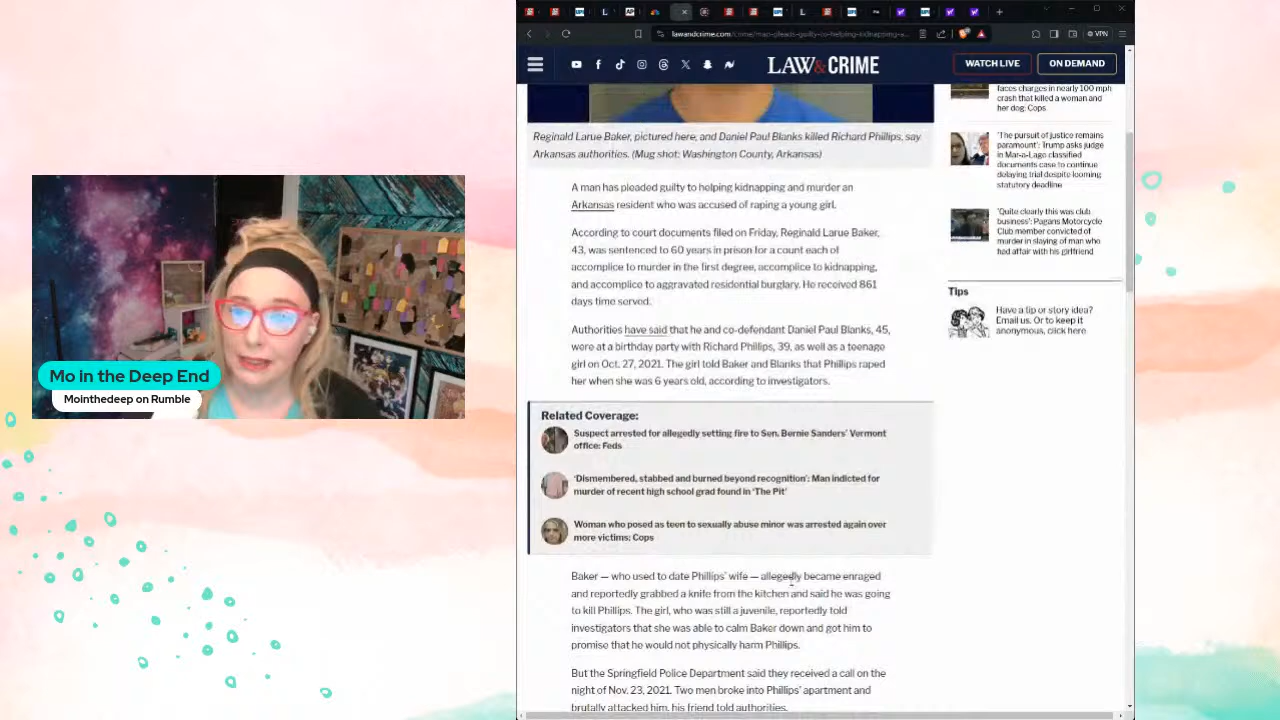 lawandcrime.com/crime/man-pleads-guilty-to-helping-kidnapping-a...
VPN
LAW&CRIME
WATCH LIVE
ON DEMAND
Reginald Larue Baker, pictured here, and Daniel Paul Blanks killed Richard Phillips, say
Arkansas authorities. (Mug shot: Washington County, Arkansas)
A man has pleaded guilty to helping kidnapping and murder an
Arkansas resident who was accused of raping a young girl.
According to court documents filed on Friday, Reginald Larue Baker,
43, was sentenced to 60 years in prison for a count each of
accomplice to murder in the first degree, accomplice to kidnapping,
and accomplice to aggravated residential burglary. He received 861
days time served.
Authorities have said that he and co-defendant Daniel Paul Blanks, 45,
were at a birthday party with Richard Phillips, 39, as well as a teenage
girl on Oct. 27, 2021. The girl told Baker and Blanks that Phillips raped
her when she was 6 years old, according to investigators.
Related Coverage:
Suspect arrested for allegedly setting fire to Sen. Bernie Sanders' Vermont
office: Feds
'Dismembered, stabbed and burned beyond recognition': Man indicted for
murder of recent high school grad found in 'The Pit'
Woman who posed as teen to sexually abuse minor was arrested again over
more victims: Cops
Baker — who used to date Phillips' wife — allegedly became enraged
and reportedly grabbed a knife from the kitchen and said he was going
to kill Phillips. The girl, who was still a juvenile, reportedly told
investigators that she was able to calm Baker down and got him to
promise that he would not physically harm Phillips.
But the Springfield Police Department said they received a call on the
night of Nov. 23, 2021. Two men broke into Phillips' apartment and
brutally attacked him, his friend told authorities.
faces charges in nearly 100 mph
crash that killed a woman and
her dog: Cops
'The pursuit of justice remains
paramount': Trump asks judge
in Mar-a-Lago classified
documents case to continue
delaying trial despite looming
statutory deadline
'Quite clearly this was club
business': Pagans Motorcycle
Club member convicted of
murder in slaying of man who
had affair with his girlfriend
Tips
Have a tip or story idea?
Email us. Or to keep it
anonymous, click here
Mo in the Deep End
Mointhedeep on Rumble